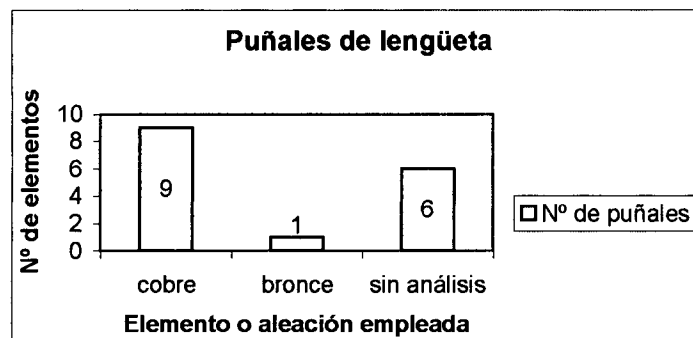 Puñales de lengüeta
Nº de elementos
10
8
6
4
2
0
9
1
6
cobre
bronce
sin análisis
Elemento o aleación empleada
Nº de puñales